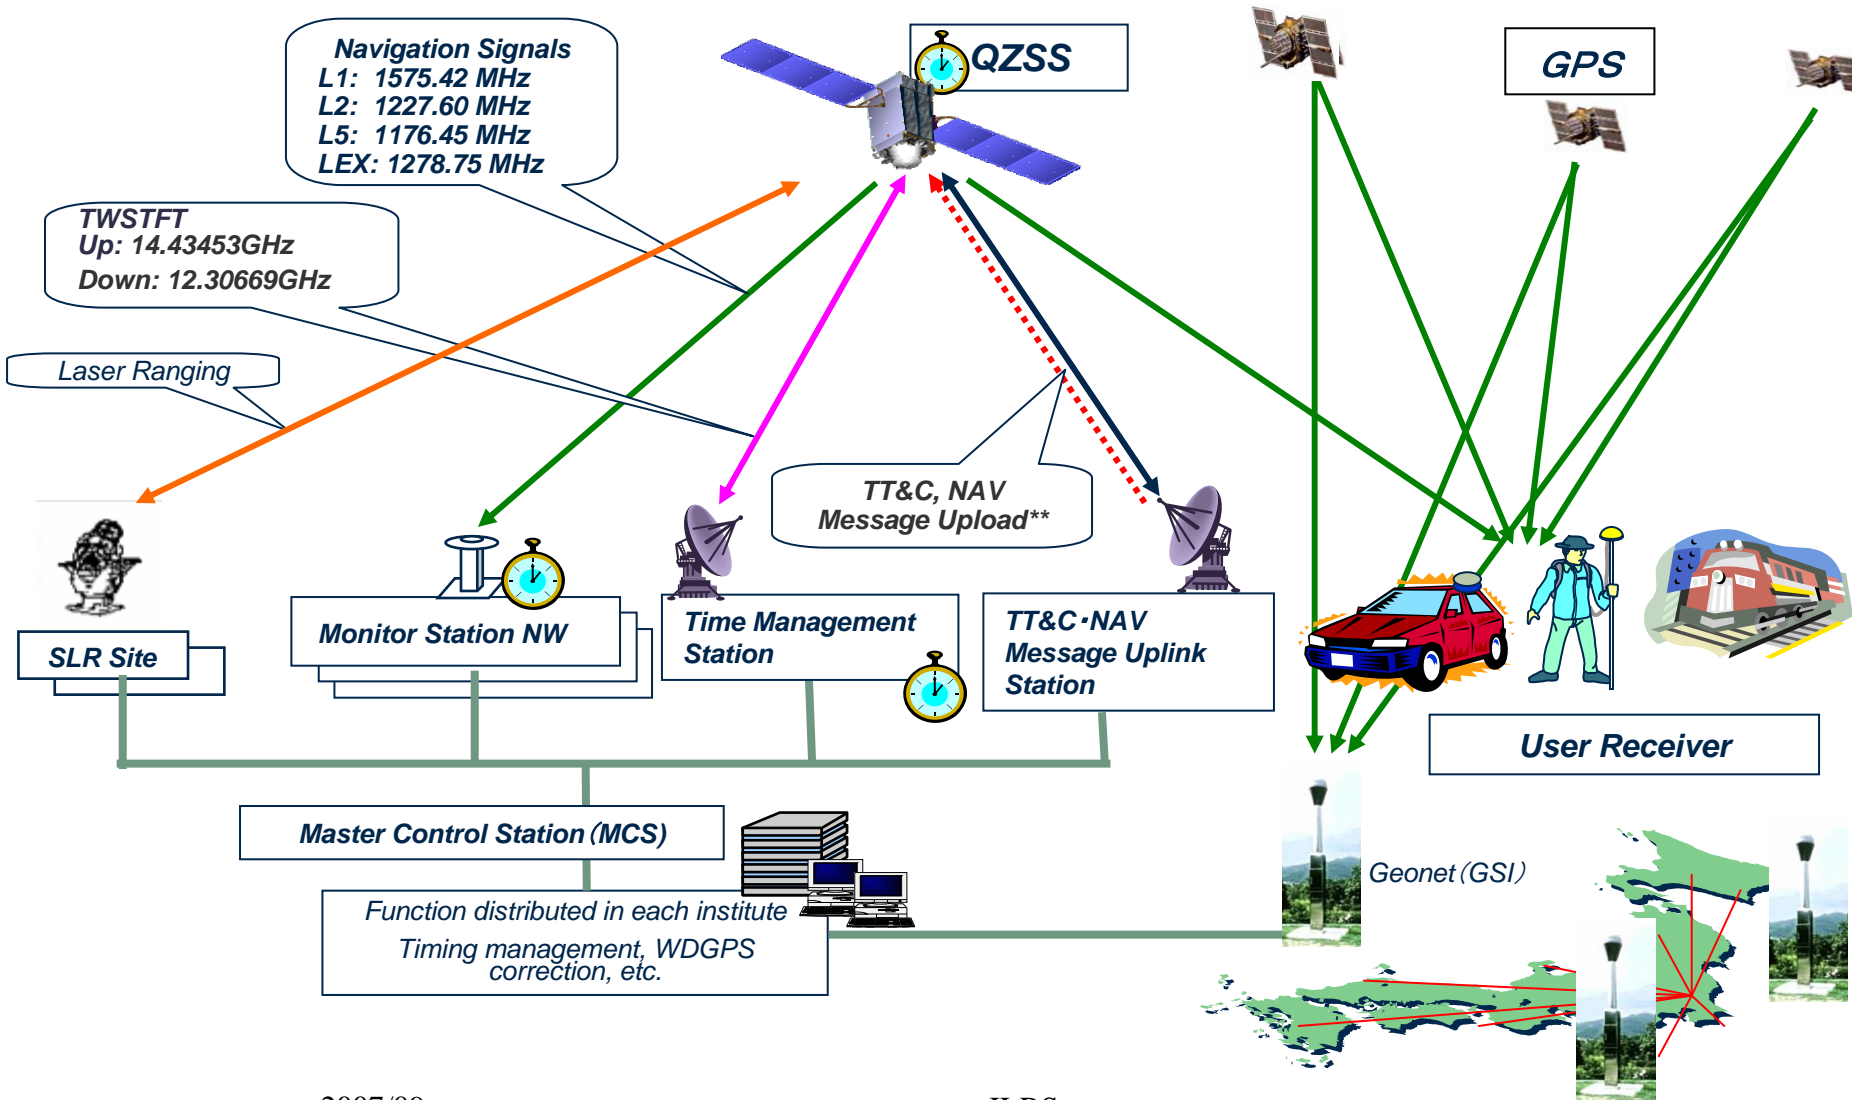 Navigation Signals
L1: 1575.42 MHz
L2: 1227.60 MHz
L5: 1176.45 MHz
LEX: 1278.75 MHz
QZSS
GPS
TWSTFT
Up: 14.43453GHz
Down: 12.30669GHz
Laser Ranging
TT&C, NAV
Message Upload**
SLR Site
Monitor Station NW
Time Management
Station
TT&C・NAV
Message Uplink
Station
User Receiver
Master Control Station（MCS)
Geonet（GSI）
Function distributed in each institute
Timing management, WDGPS
correction, etc.